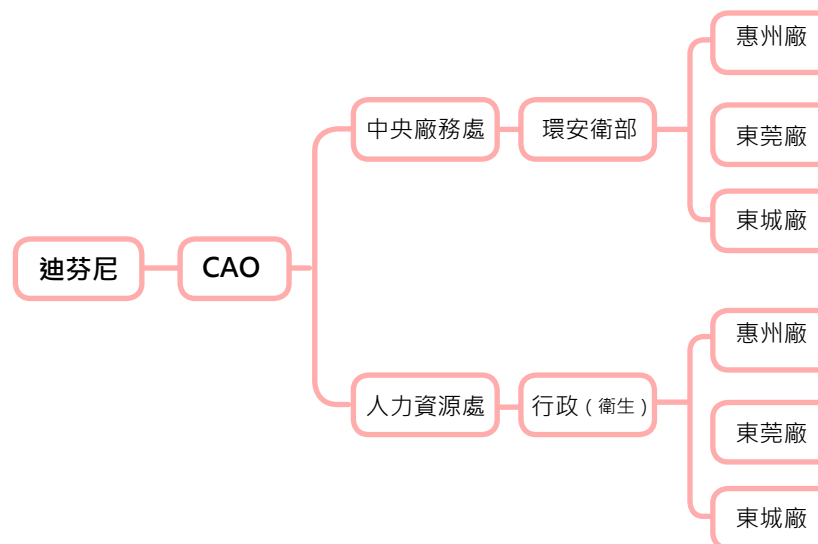 迪芬尼
CAO
中央廠務處
環安衛部
惠州廠
東莞廠
東城廠
人力資源處
行政（衛生）
惠州廠
東莞廠
東城廠